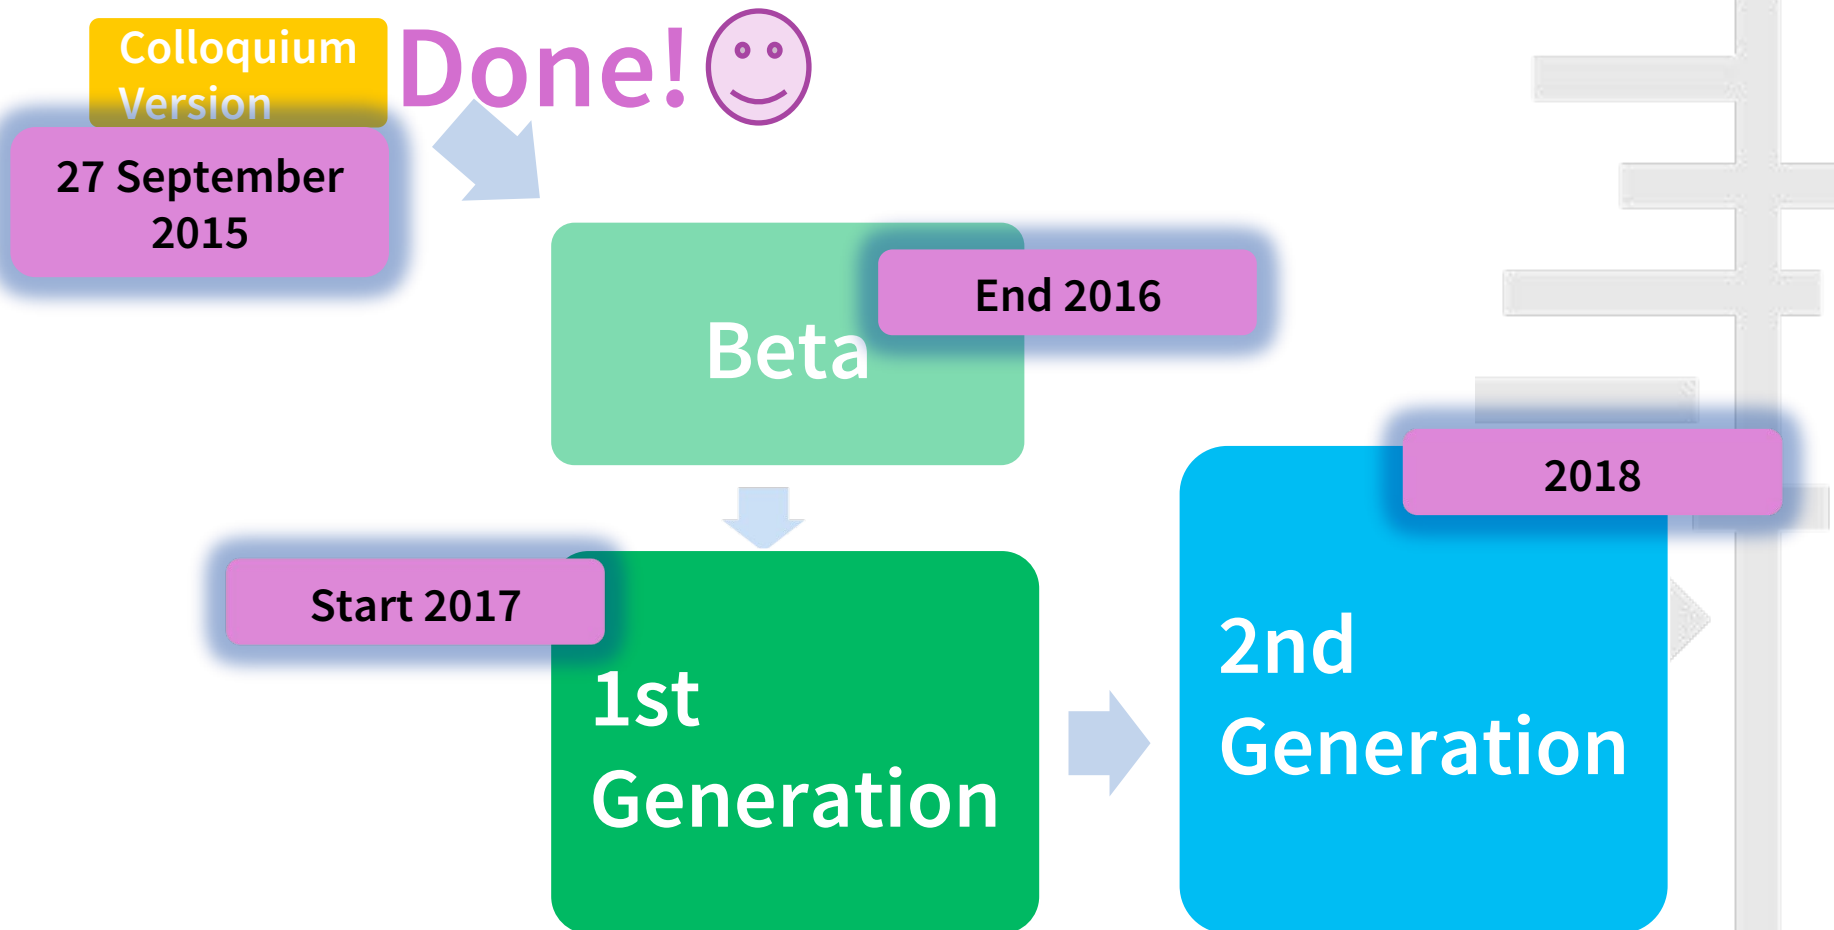 Colloquium
Version
Done!
27 September
2015
End 2016
Beta
2018
Start 2017
1st
Generation
2nd
Generation